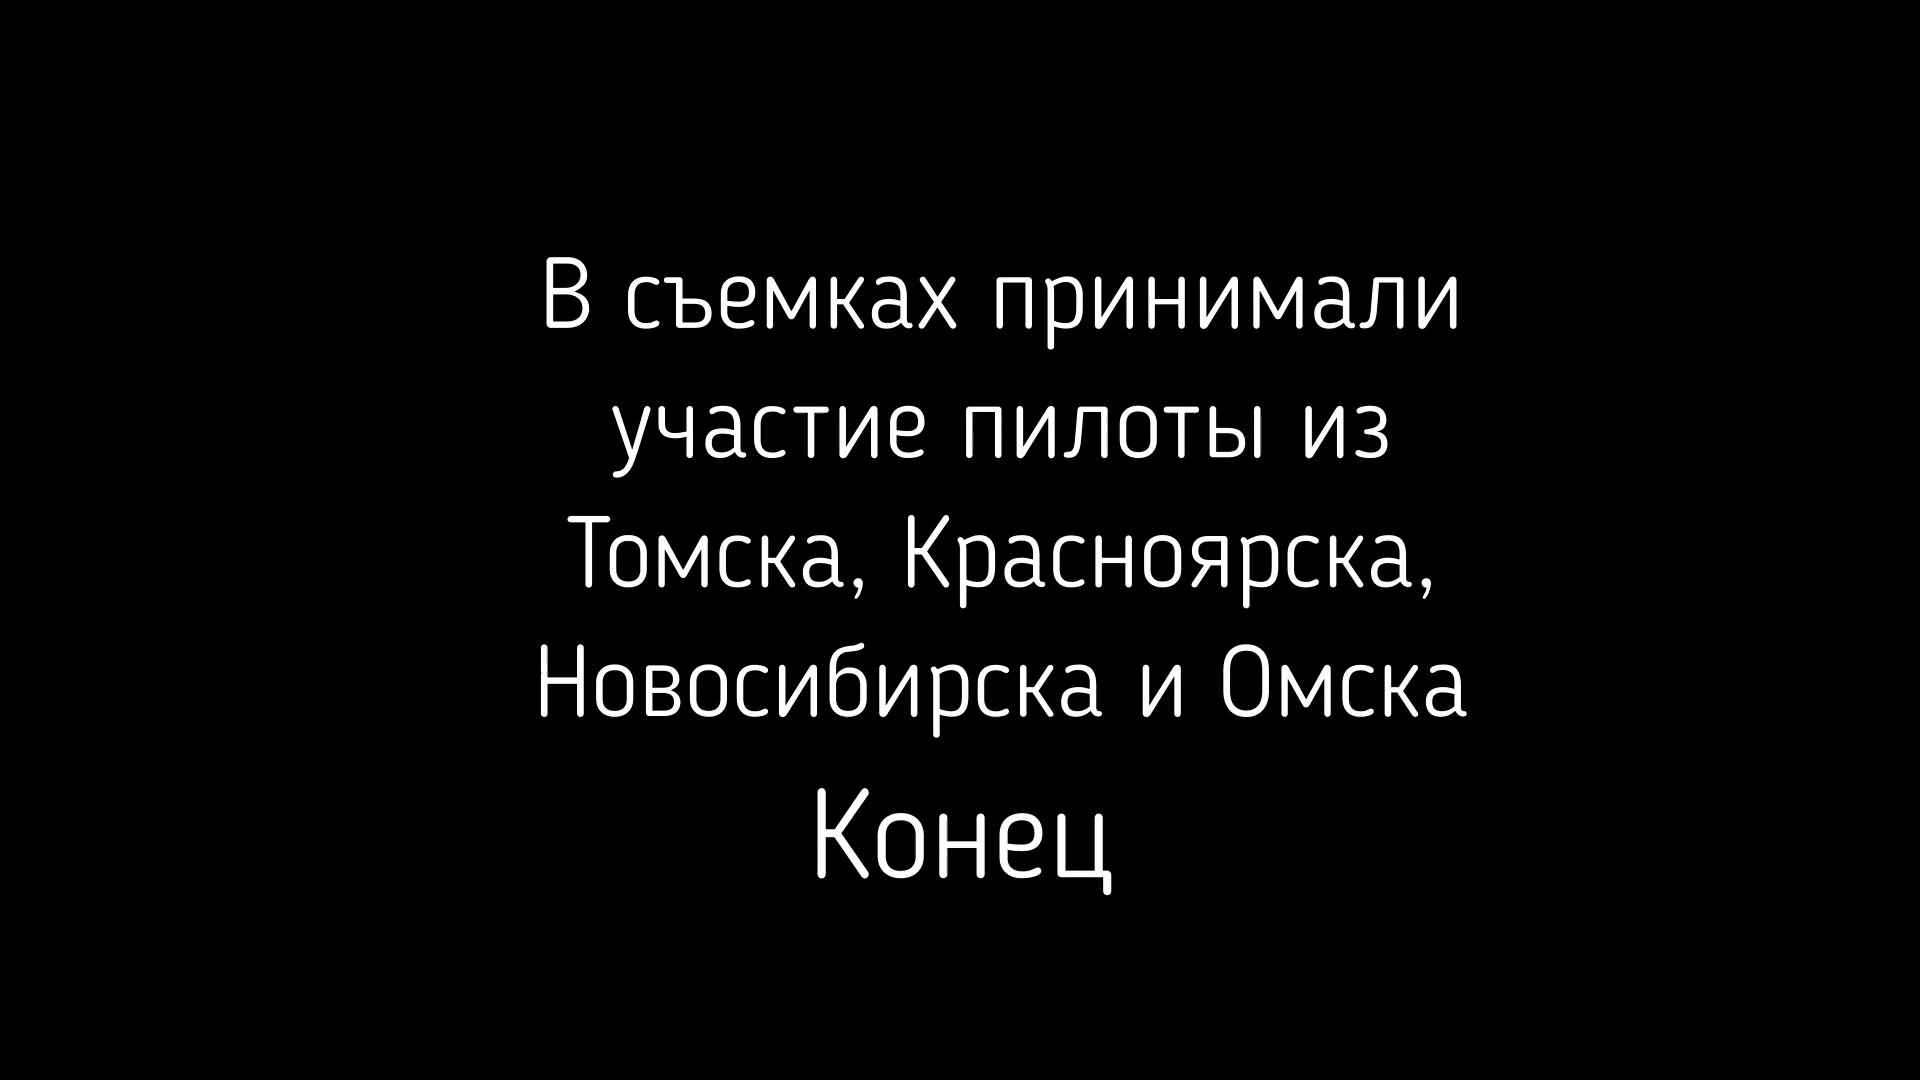 В съемках принимали
участие пилоты из
Томска, Красноярска,
Новосибирска и Омска
Конец